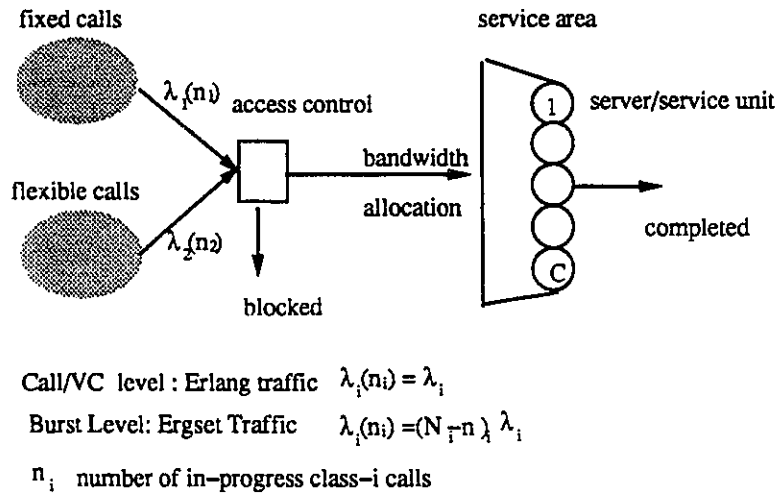 fixed calls
λ₁(n₁)
access control
flexible calls
λ₂(n₂)
blocked
bandwidth
allocation
service area
1
server/service unit
C
completed
Call/VC level : Erlang traffic λᵢ(nᵢ) = λᵢ
Burst Level: Ergset Traffic λᵢ(nᵢ) =(Nᵢ-nᵢ) λᵢ
nᵢ number of in-progress class-i calls